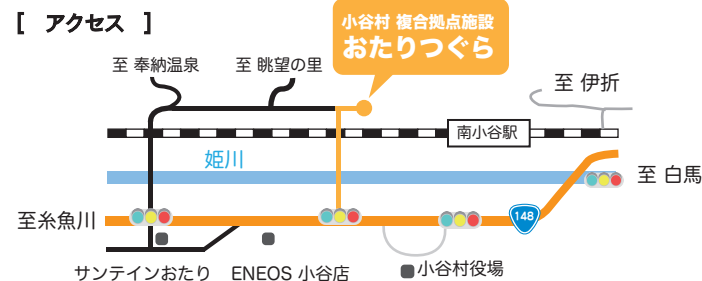 [ アクセス ]
小谷村 複合拠点施設
おたりつぐら
至 奉納温泉
至 眺望の里
至 伊折
南小谷駅
姫川
至 白馬
至糸魚川
148
サンテインおたり
ENEOS 小谷店
小谷村役場